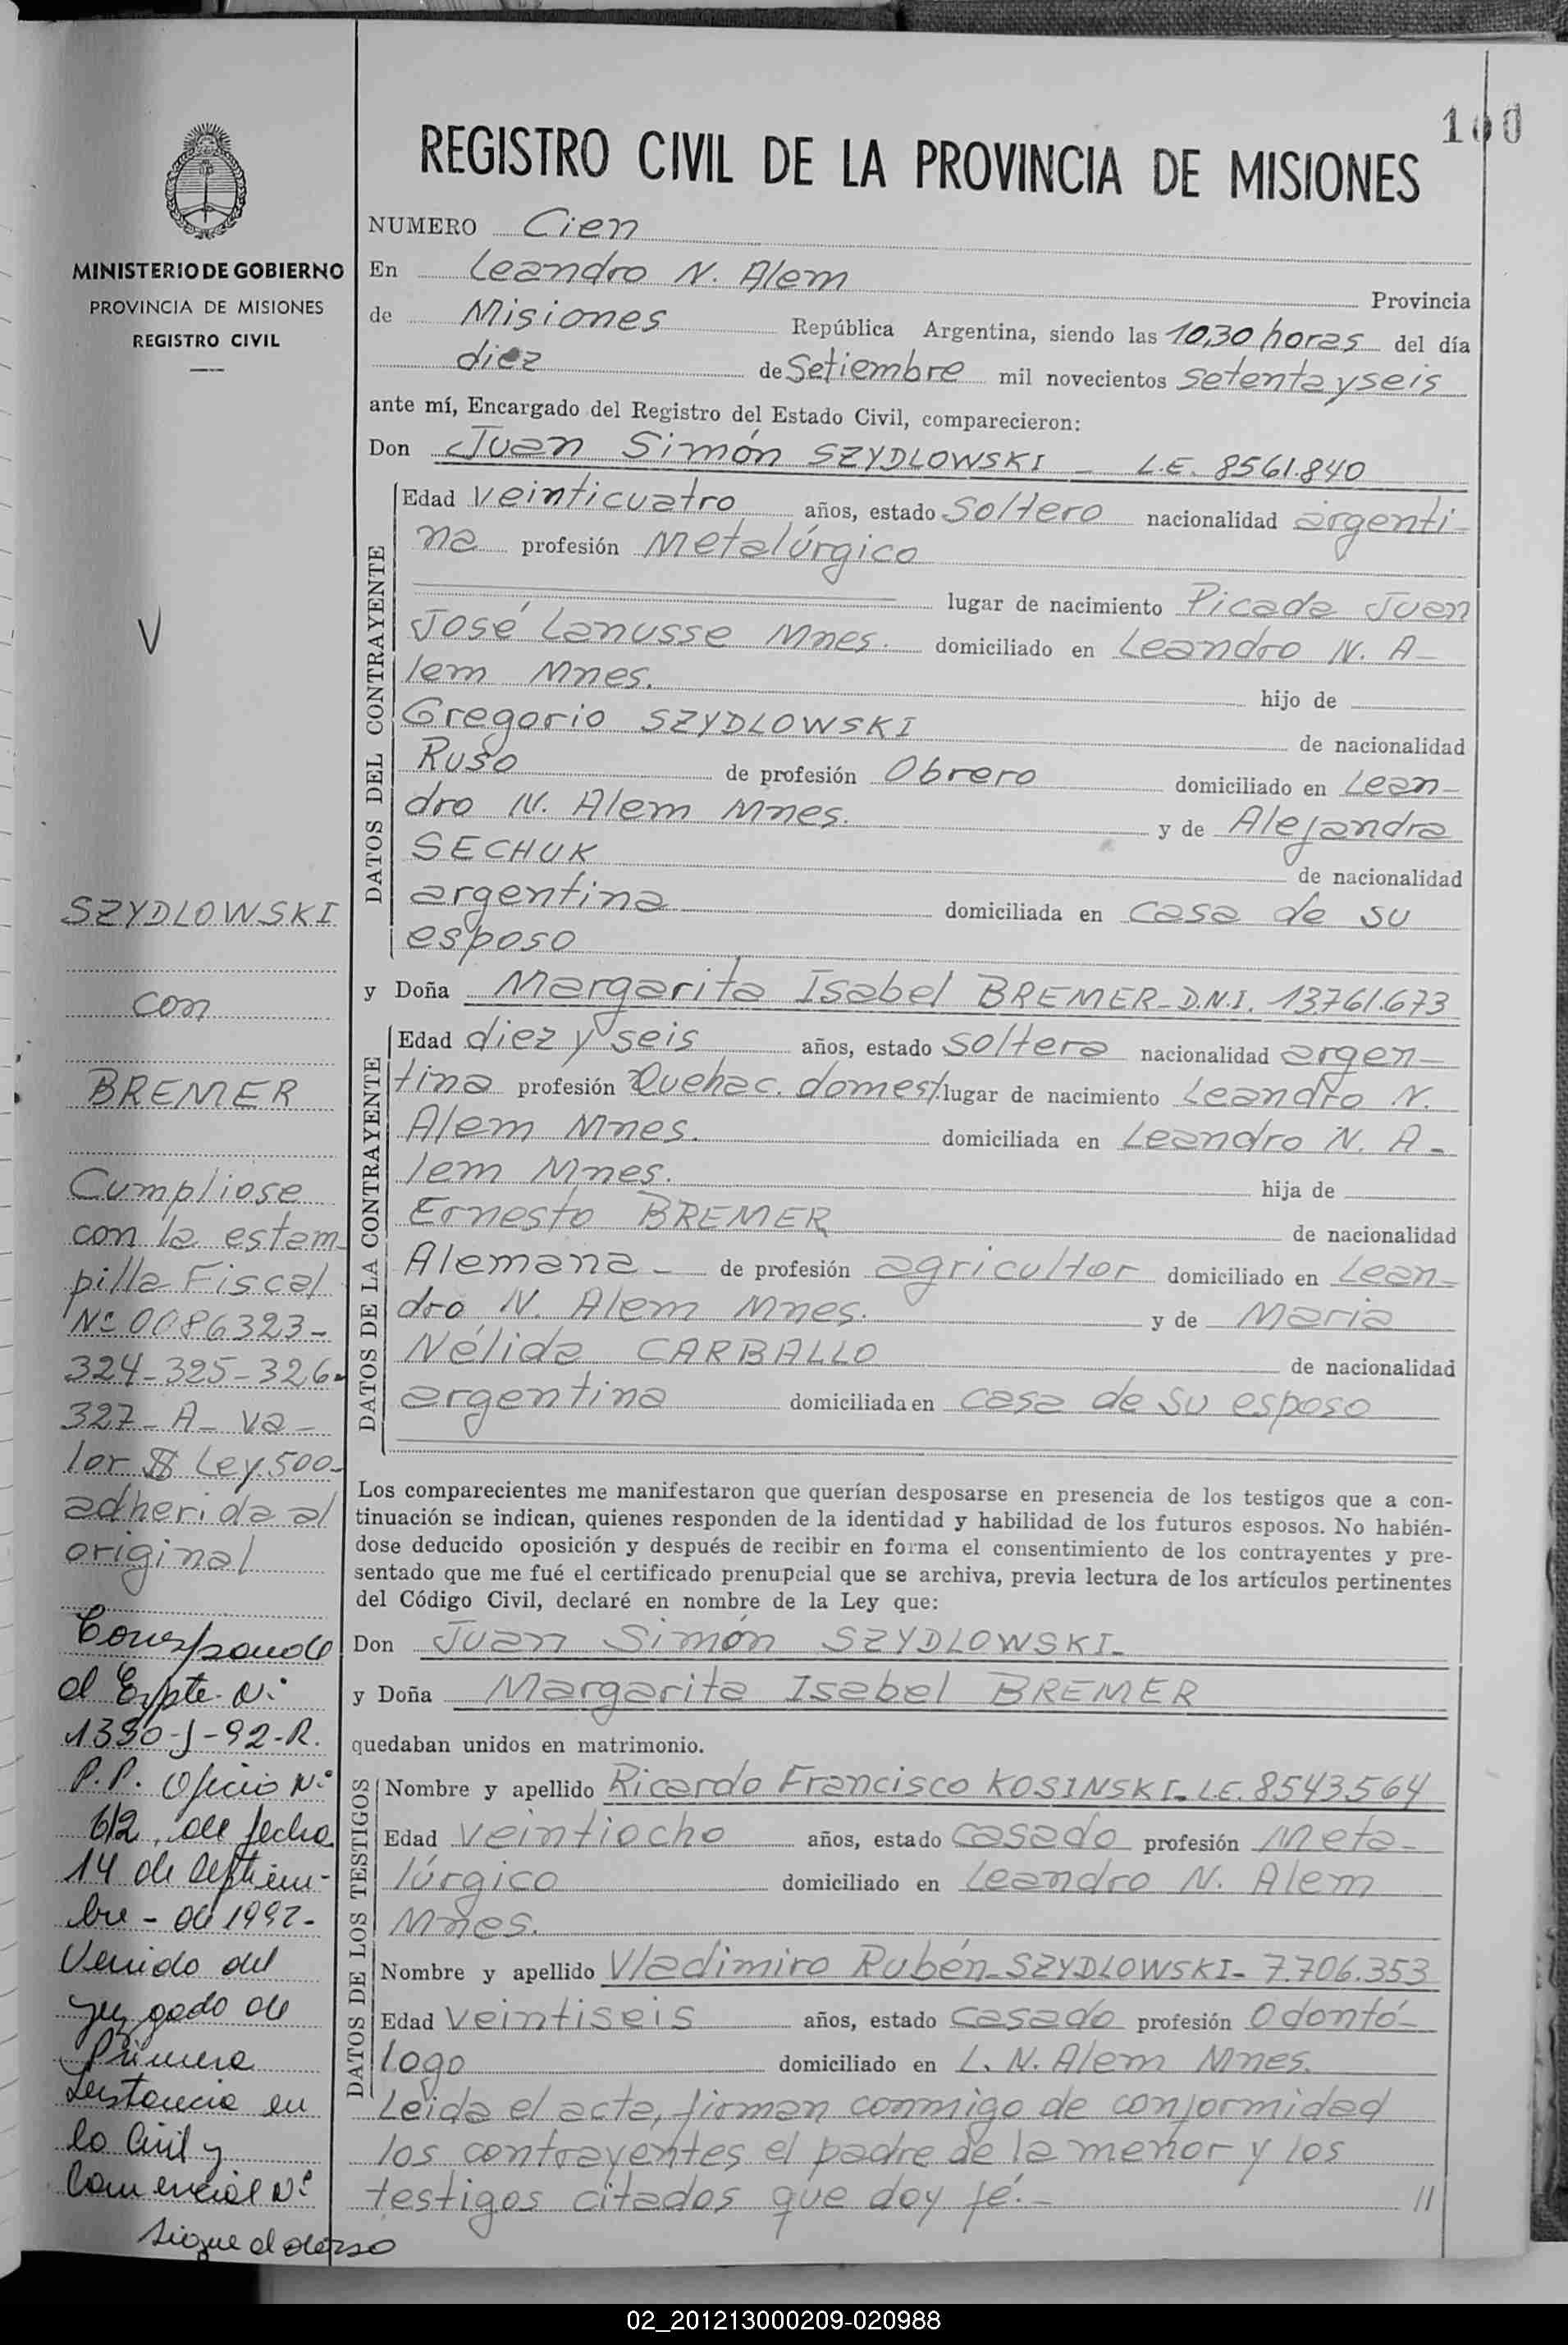 100
MINISTERIO DE GOBIERNO
PROVINCIA DE MISIONES
REGISTRO CIVIL
V
SZYDLOWSKI
con
BREMER
Cumpliose
con la estam-
pilla Fiscal
Nº 0086323-
324-325-326-
327-A-va-
lor $ Ley.500-
adherida al
original
Corresponde
al Expte. Nº
1390-J-92-R.
P.P. Oficio Nº
612, de fecha
14 de Septiem-
bre - de 1992-
Venido del
juzgado de
Primera
Instancia en
lo Civil y
Comercial Nº
sigue al dorso
REGISTRO CIVIL DE LA PROVINCIA DE MISIONES
NUMERO Cien
En Leandro N. Alem Provincia
de Misiones República Argentina, siendo las 10,30 horas del día
diez de Setiembre mil novecientos setenta y seis
ante mí, Encargado del Registro del Estado Civil, comparecieron:
Don Juan Simón SZYDLOWSKI - L.E. 8561.840
DATOS DEL CONTRAYENTE
Edad veinticuatro años, estado soltero nacionalidad argenti-
na profesión Metalúrgico
lugar de nacimiento Picada Juan
José Lanusse Mnes. domiciliado en Leandro N. A-
lem Mnes. hijo de
Gregorio SZYDLOWSKI de nacionalidad
Ruso de profesión Obrero domiciliado en Lean-
dro N. Alem Mnes. y de Alejandra
SECHUK de nacionalidad
argentina domiciliada en casa de su
esposo
y Doña Margarita Isabel BREMER-D.N.I. 13.761.673
DATOS DE LA CONTRAYENTE
Edad diez y seis años, estado soltera nacionalidad argen-
tina profesión Quehac. domest. lugar de nacimiento Leandro N.
Alem Mnes. domiciliada en Leandro N. A-
lem Mnes. hija de
Ernesto BREMER de nacionalidad
Alemana- de profesión agricultor domiciliado en Lean-
dro N. Alem Mnes. y de Maria
Nélida CARBALLO de nacionalidad
argentina domiciliada en casa de su esposo
Los comparecientes me manifestaron que querían desposarse en presencia de los testigos que a con-
tinuación se indican, quienes responden de la identidad y habilidad de los futuros esposos. No habién-
dose deducido oposición y después de recibir en forma el consentimiento de los contrayentes y pre-
sentado que me fué el certificado prenupcial que se archiva, previa lectura de los artículos pertinentes
del Código Civil, declaré en nombre de la Ley que:
Don Juan Simón SZYDLOWSKI-
y Doña Margarita Isabel BREMER
quedaban unidos en matrimonio.
DATOS DE LOS TESTIGOS
Nombre y apellido Ricardo Francisco KOSINSKI-L.E. 8543.564
Edad veintiocho años, estado casado profesión Meta-
lúrgico domiciliado en Leandro N. Alem
Mnes.
Nombre y apellido Vladimiro Rubén-SZYDLOWSKI- 7.706.353
Edad veintiseis años, estado casado profesión Odontó-
logo domiciliado en L. N. Alem Mnes.
Leida el acta, firman conmigo de conformidad
los contrayentes el padre de la menor y los
testigos citados que doy fé.- //
02_201213000209-020988